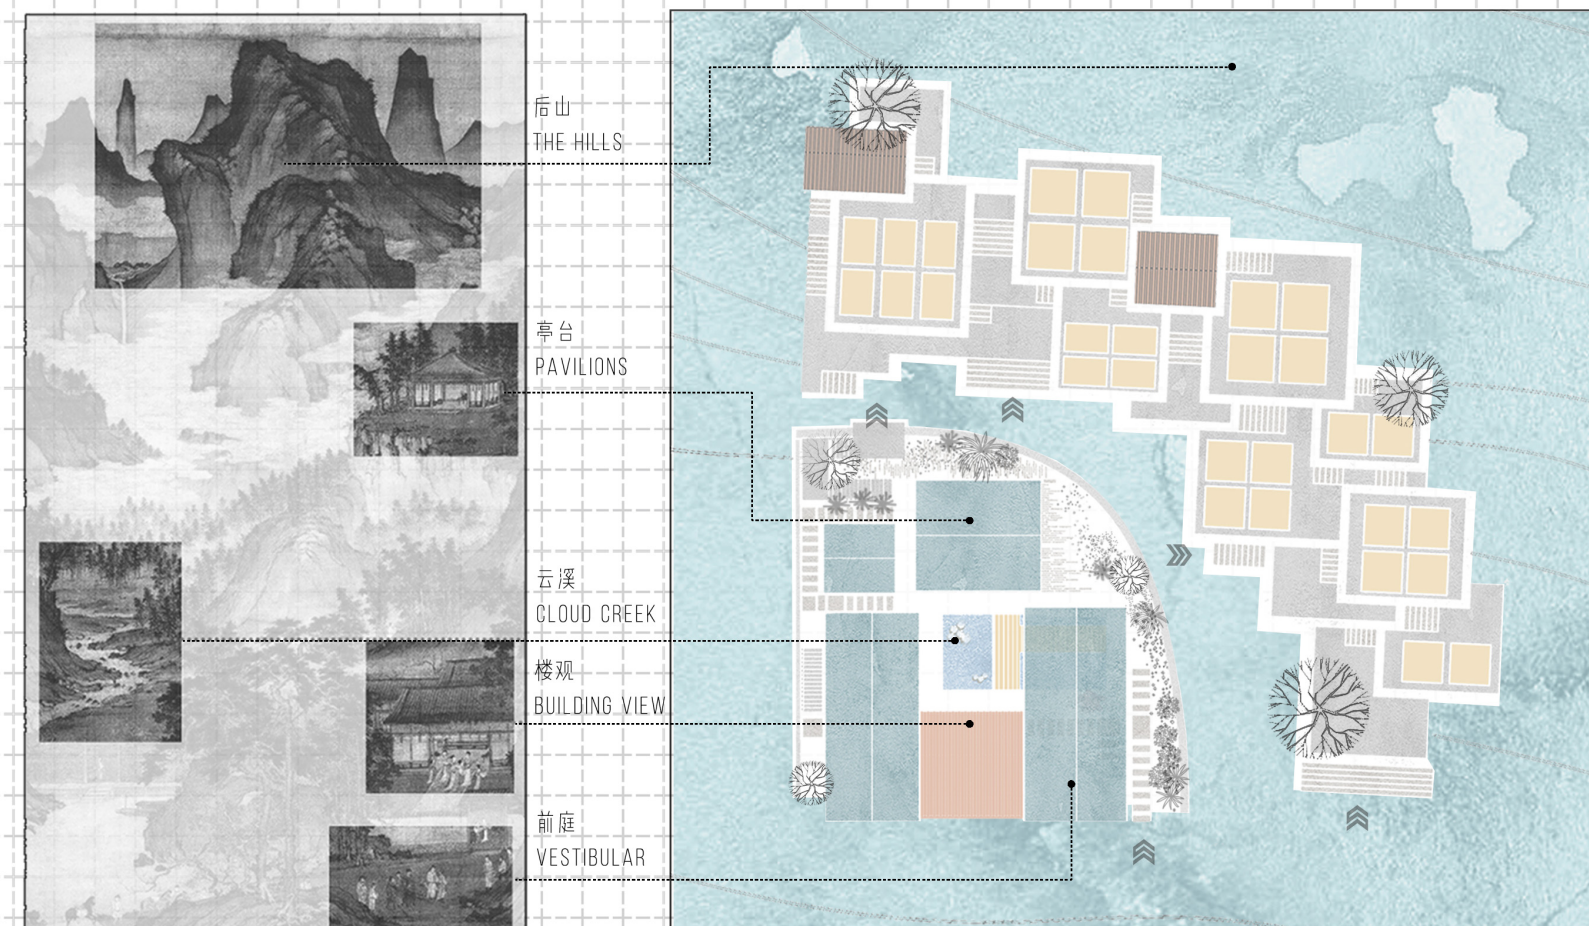 后山
THE HILLS
亭台
PAVILIONS
云溪
CLOUD CREEK
楼观
BUILDING VIEW
前庭
VESTIBULAR